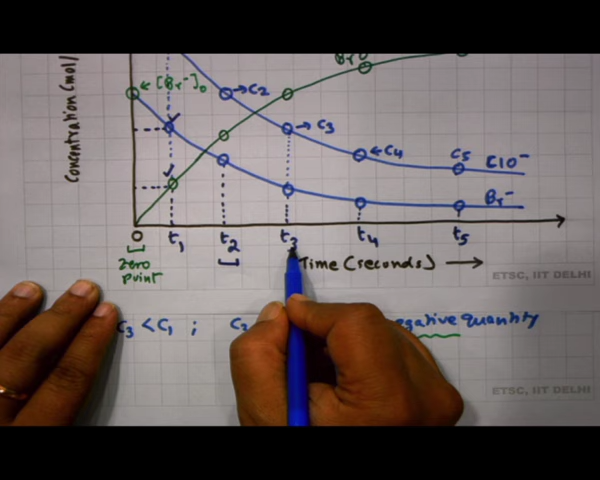 Concentration (mol/
[Br⁻]₀
C₂
C₃
C₄
C₅
ClO⁻
Br⁻
0
t₁
t₂
t₃
t₄
t₅
zero
point
Time (seconds)
ETSC, IIT DELHI
C₃ < C₁ ; C₂ egative quantity
ETSC, IIT DELHI